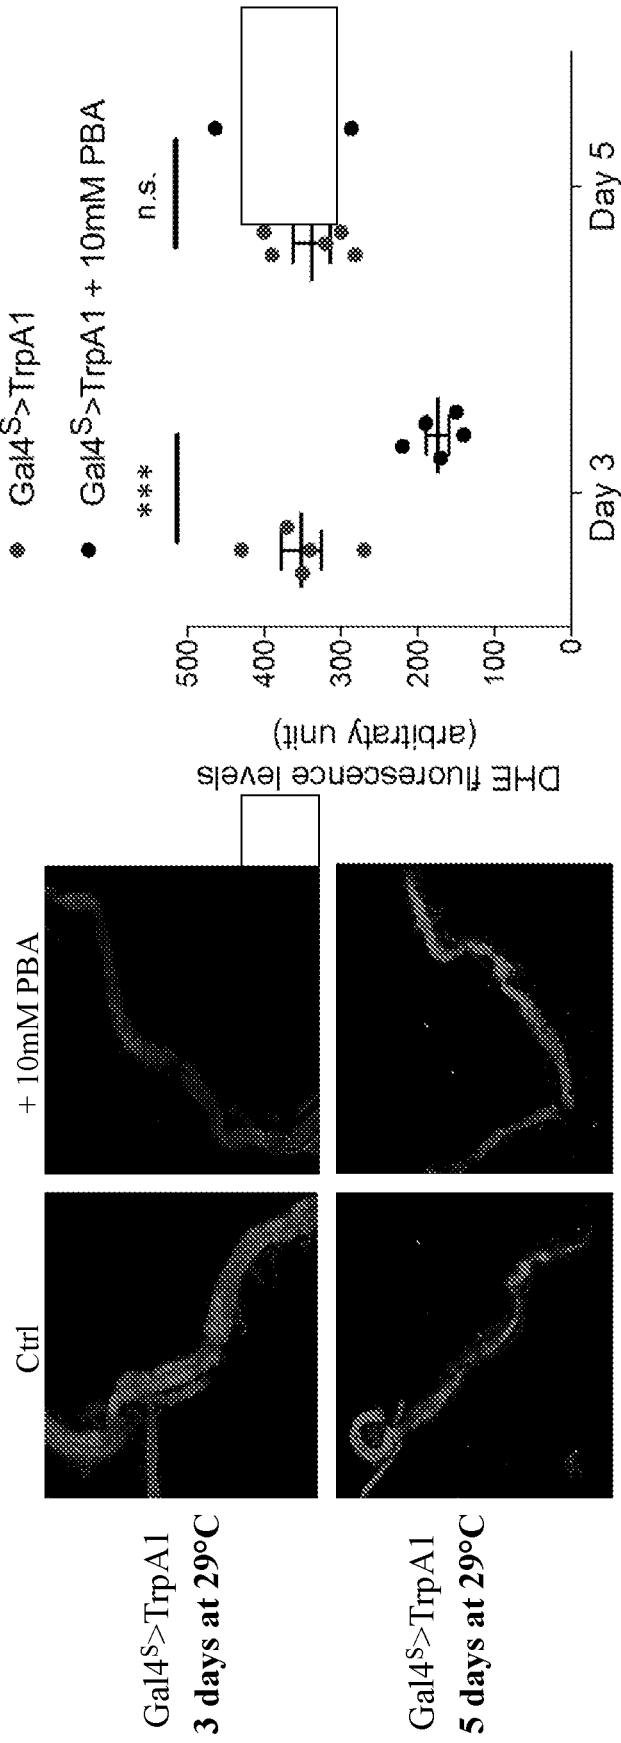 Ctrl
+ 10mM PBA
Gal4S>TrpA1
3 days at 29°C
Gal4S>TrpA1
5 days at 29°C
DHE fluorescence levels
(arbitraty unit)
500
400
300
200
100
0
Gal4S>TrpA1
Gal4S>TrpA1 + 10mM PBA
***
n.s.
Day 3
Day 5